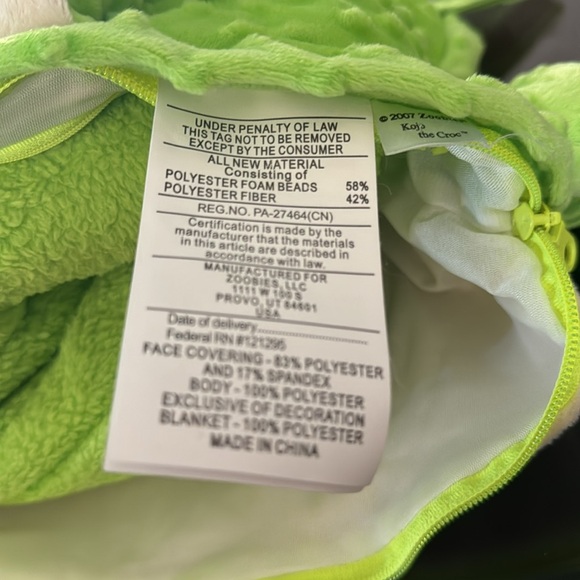 UNDER PENALTY OF LAW
THIS TAG NOT TO BE REMOVED
EXCEPT BY THE CONSUMER
ALL NEW MATERIAL
Consisting of
POLYESTER FOAM BEADS 58%
POLYESTER FIBER 42%
REG.NO. PA-27464(CN)
Certification is made by the
manufacturer that the materials
in this article are described in
accordance with law.
MANUFACTURED FOR
ZOOBIES, LLC
1111 W 100 S
PROVO, UT 84601
USA
Date of delivery
Federal RN #121295
FACE COVERING - 83% POLYESTER
AND 17% SPANDEX
BODY - 100% POLYESTER
EXCLUSIVE OF DECORATION
BLANKET - 100% POLYESTER
MADE IN CHINA
© 2007
the Croc™